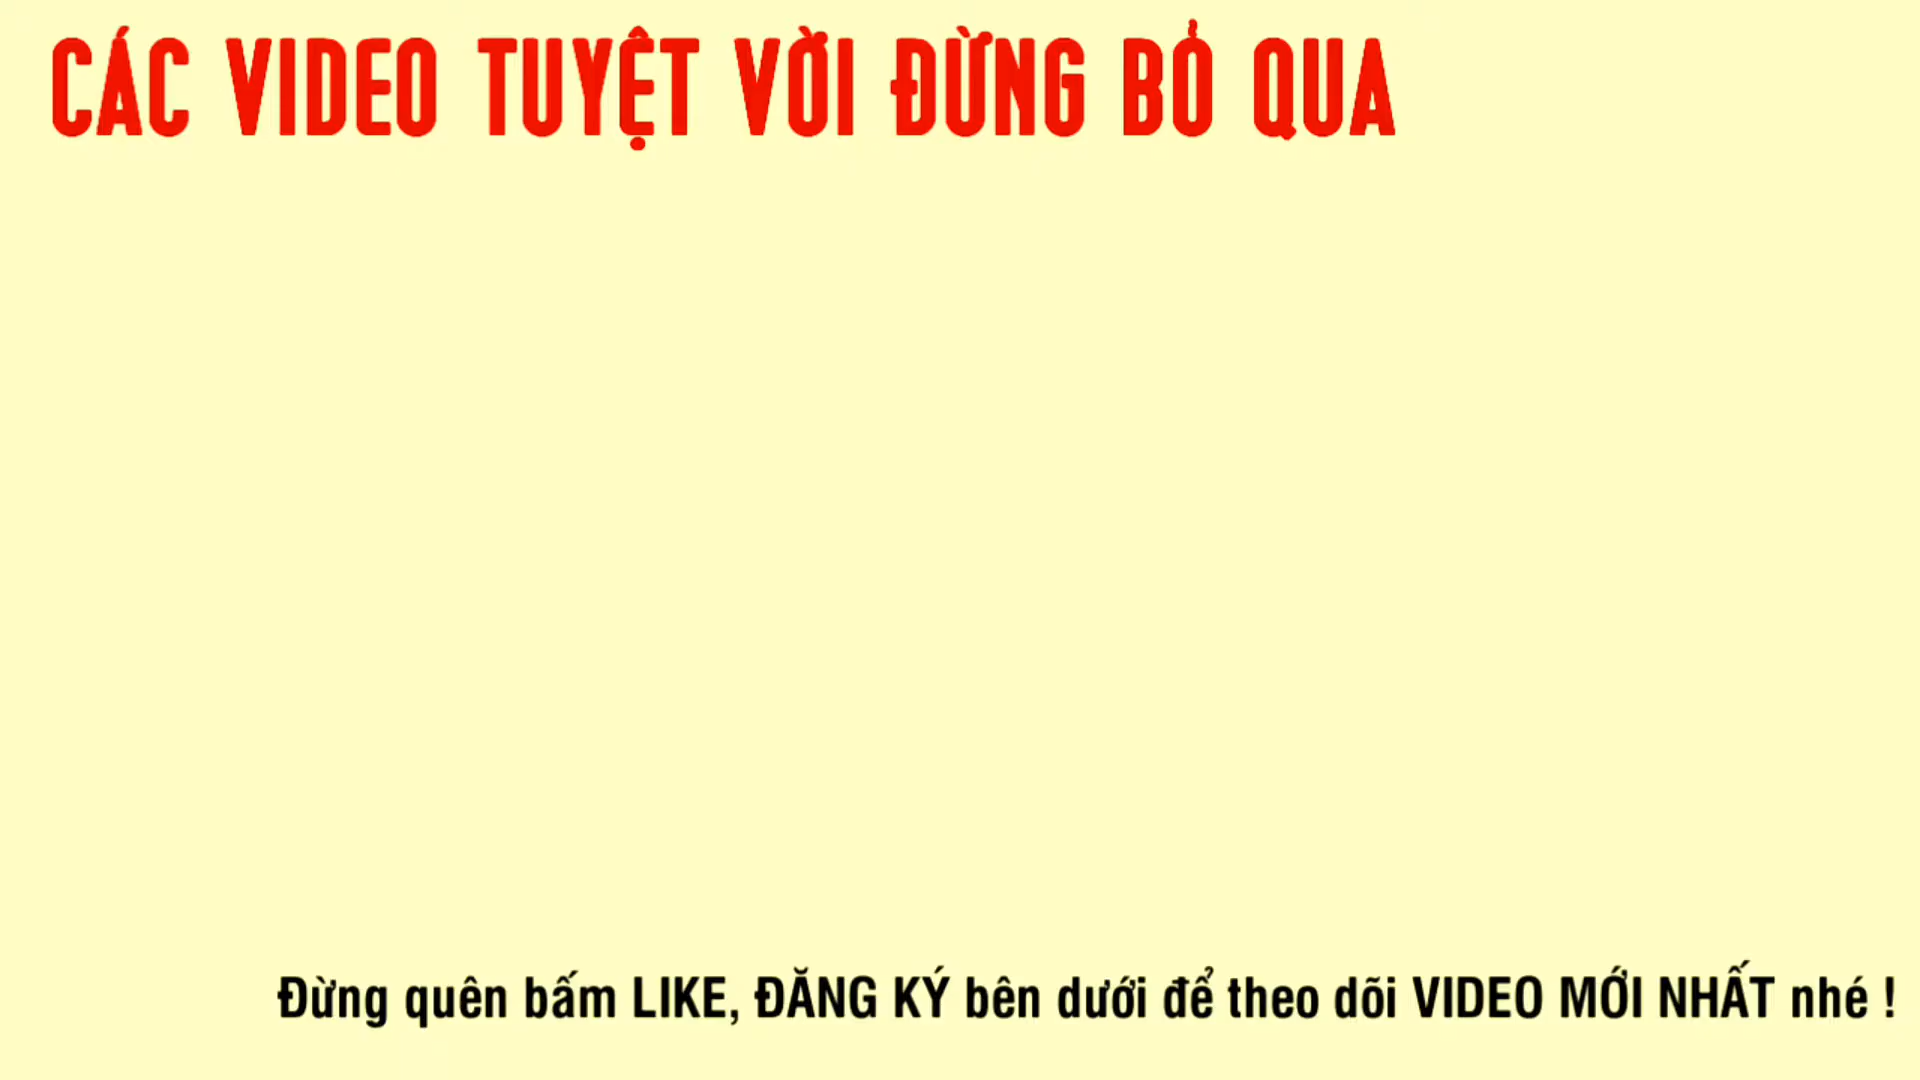 CÁC VIDEO TUYỆT VỜI ĐỪNG BỎ QUA
Đừng quên bấm LIKE, ĐĂNG KÝ bên dưới để theo dõi VIDEO MỚI NHẤT nhé !